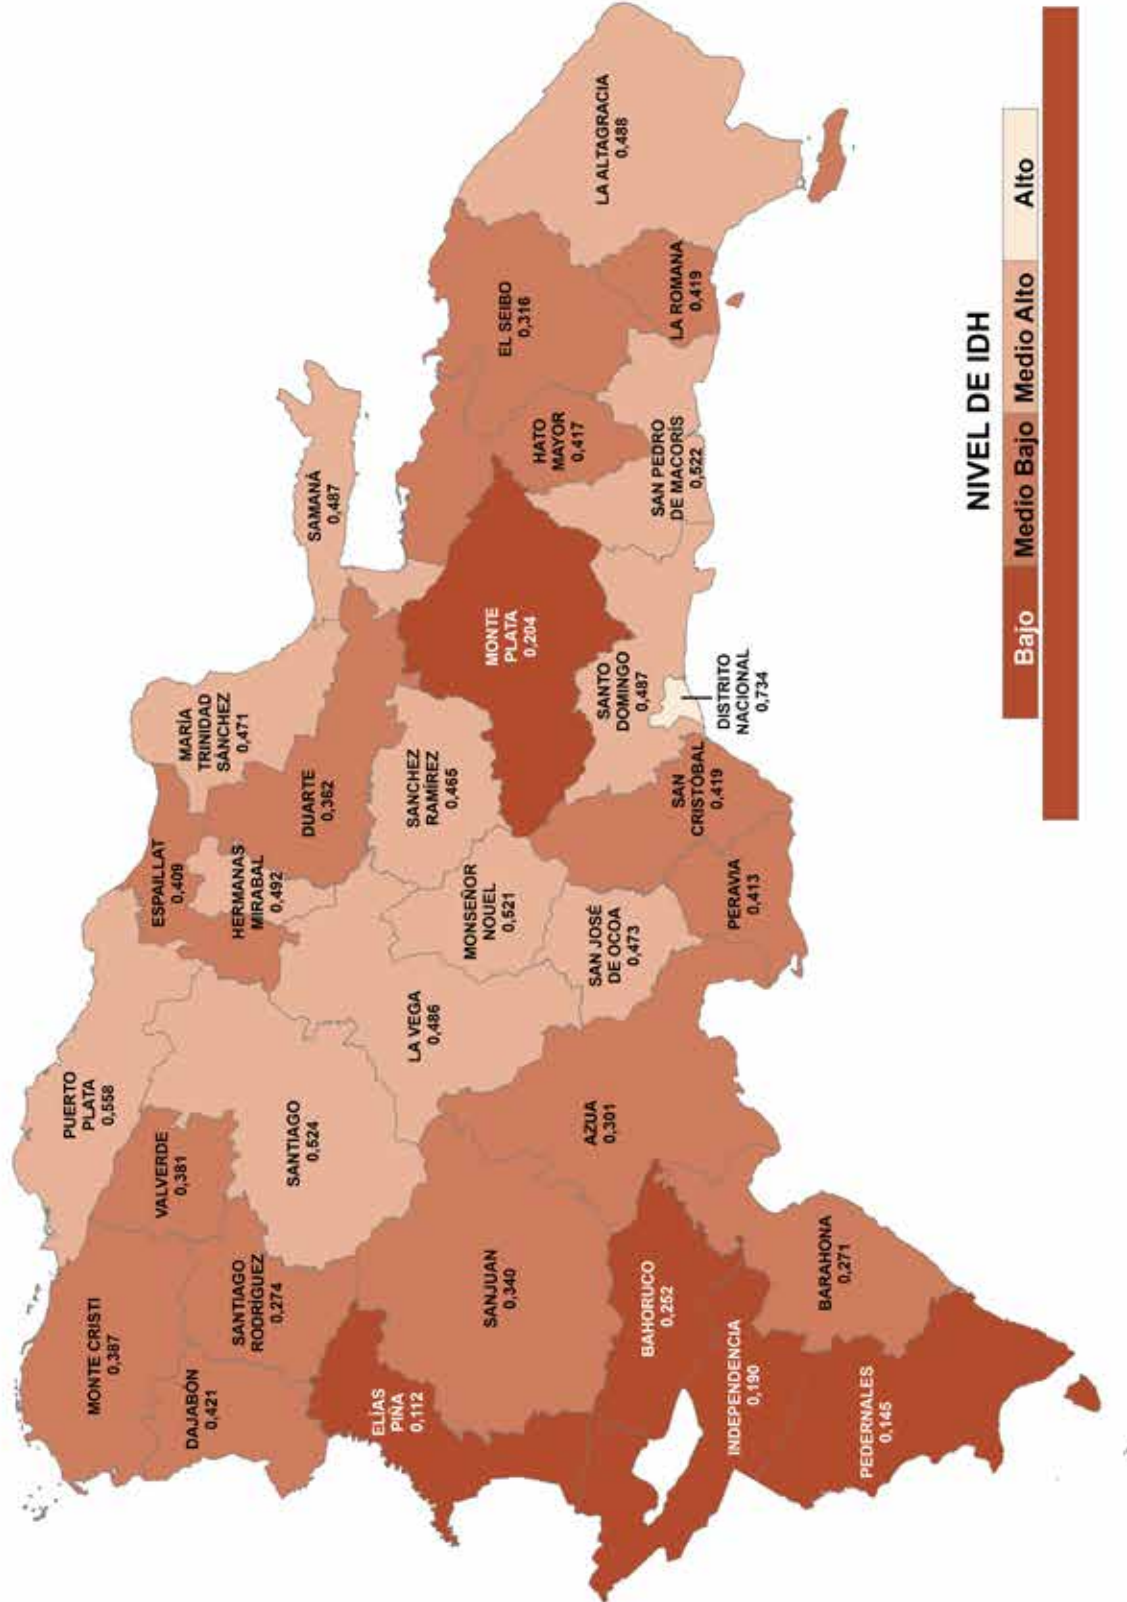 PUERTO
PLATA
0,558
MONTE CRISTI
0,387
VALVERDE
0,381
ESPAILLAT
0,409
MARÍA
TRINIDAD
SÁNCHEZ
0,471
DAJABÓN
0,421
SANTIAGO
RODRÍGUEZ
0,274
SANTIAGO
0,524
HERMANAS
MIRABAL
0,492
DUARTE
0,362
SAMANÁ
0,487
ELÍAS
PIÑA
0,112
SANJUAN
0,340
LA VEGA
0,486
MONSEÑOR
NOUEL
0,521
SANCHEZ
RAMÍREZ
0,465
MONTE
PLATA
0,204
HATO
MAYOR
0,417
EL SEIBO
0,316
LA ALTAGRACIA
0,488
BAHORUCO
0,252
AZUA
0,301
SAN JOSÉ
DE OCOA
0,473
SANTO
DOMINGO
0,487
SAN PEDRO
DE MACORÍS
0,522
LA ROMANA
0,419
INDEPENDENCIA
0,190
SAN
CRISTÓBAL
0,419
DISTRITO
NACIONAL
0,734
PERAVIA
0,413
BARAHONA
0,271
PEDERNALES
0,145
NIVEL DE IDH
Bajo
Medio Bajo
Medio Alto
Alto